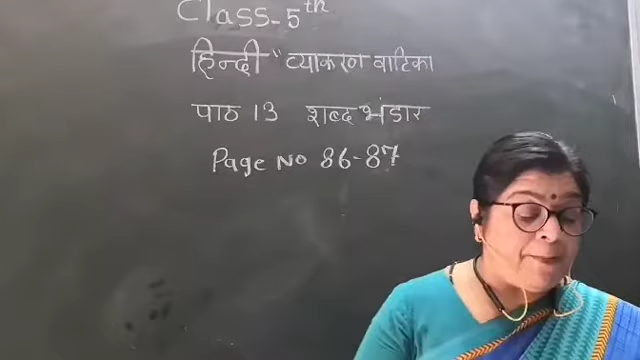 Class-5th
हिन्दी "व्याकरण वाटिका
पाठ 13 शब्द भंडार
Page No 86-87